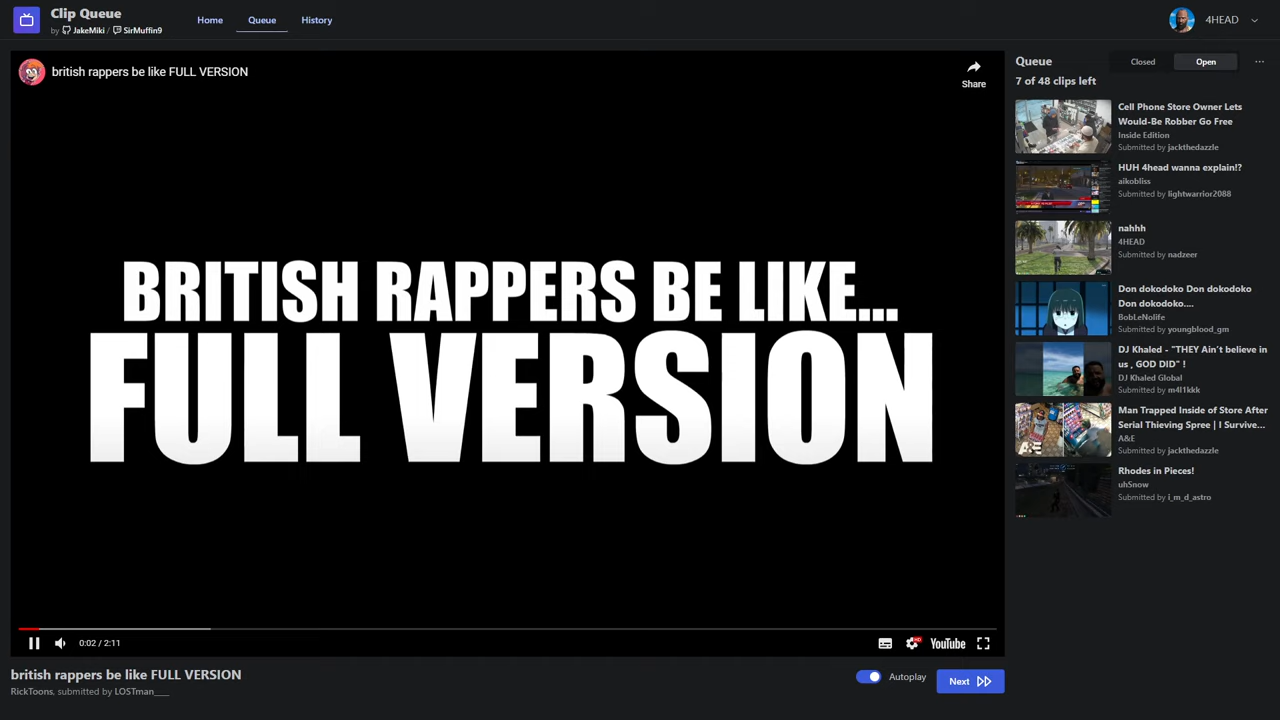 Clip Queue
by JakeMiki / SirMuffin9
Home
Queue
History
4HEAD
british rappers be like FULL VERSION
Share
BRITISH RAPPERS BE LIKE...
FULL VERSION
0:02 / 2:11
HD
YouTube
british rappers be like FULL VERSION
RickToons, submitted by LOSTman____
Autoplay
Next
Queue
Closed
Open
7 of 48 clips left
Cell Phone Store Owner Lets
Would-Be Robber Go Free
Inside Edition
Submitted by jackthedazzle
HUH 4head wanna explain!?
aikobliss
Submitted by lightwarrior2088
nahhh
4HEAD
Submitted by nadzeer
Don dokodoko Don dokodoko
Don dokodoko....
BobLeNolife
Submitted by youngblood_gm
DJ Khaled - "THEY Ain't believe in
us , GOD DID" !
DJ Khaled Global
Submitted by m4l1kkk
Man Trapped Inside of Store After
Serial Thieving Spree | I Survive...
A&E
Submitted by jackthedazzle
Rhodes in Pieces!
uhSnow
Submitted by i_m_d_astro